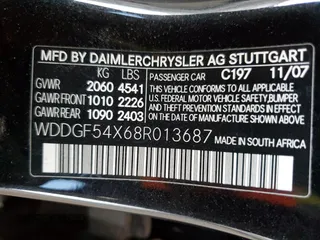 MFD BY DAIMLERCHRYSLER AG STUTTGART
KG LBS PASSENGER CAR C197 11/07
GVWR 2060 4541 THIS VEHICLE CONFORMS TO ALL APPLICABLE
GAWR FRONT 1010 2226 FEDERAL MOTOR VEHICLE SAFETY, BUMPER,
GAWR REAR 1090 2403 AND THEFT PREVENTION STANDARDS IN EFFECT
ON THE DATE OF MANUFACTURE SHOWN ABOVE.
WDDGF54X68R013687 MADE IN SOUTH AFRICA